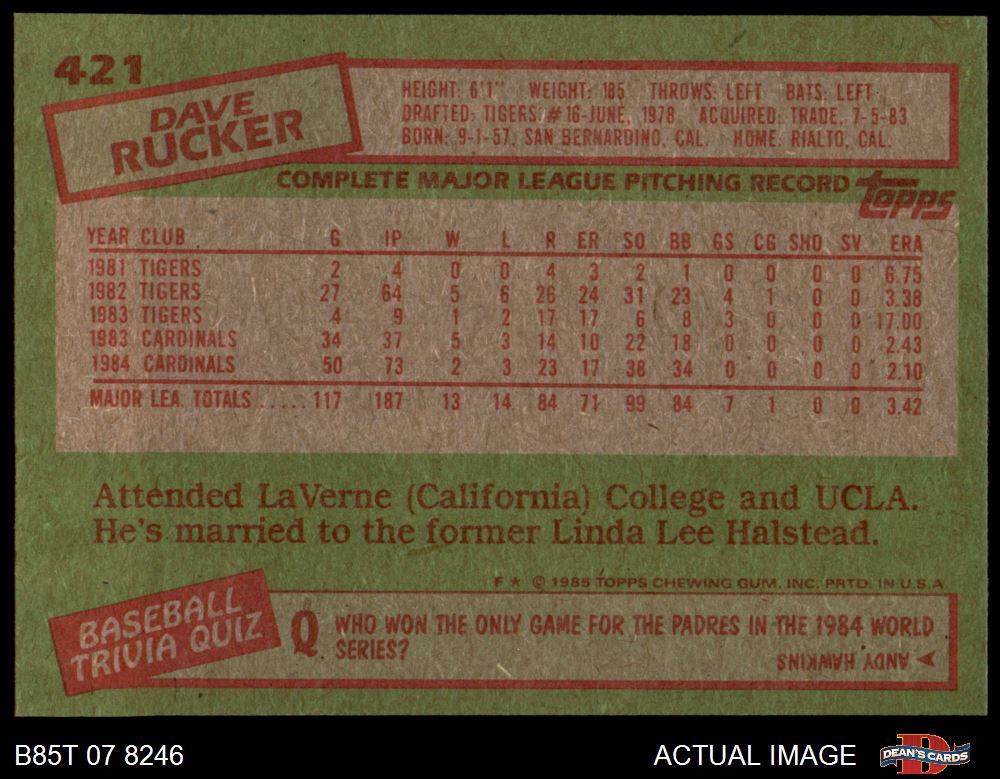 421
DAVE
RUCKER
HEIGHT: 6'1" WEIGHT: 185 THROWS: LEFT BATS: LEFT
DRAFTED: TIGERS #16-JUNE, 1978 ACQUIRED: TRADE, 7-5-83
BORN: 9-1-57, SAN BERNARDINO, CAL. HOME: RIALTO, CAL.
COMPLETE MAJOR LEAGUE PITCHING RECORD
topps
YEAR CLUB G IP W L R ER SO BB GS CG SHO SV ERA
1981 TIGERS 2 4 0 0 4 3 2 1 0 0 0 0 6.75
1982 TIGERS 27 64 5 6 26 24 31 23 4 1 0 0 3.38
1983 TIGERS 4 9 1 2 17 17 6 8 3 0 0 0 17.00
1983 CARDINALS 34 37 5 3 14 10 22 18 0 0 0 0 2.43
1984 CARDINALS 50 73 2 3 23 17 38 34 0 0 0 0 2.10
MAJOR LEA. TOTALS ..... 117 187 13 14 84 71 99 84 7 1 0 0 3.42
Attended LaVerne (California) College and UCLA.
He's married to the former Linda Lee Halstead.
F * © 1985 TOPPS CHEWING GUM, INC. PRTD. IN U.S.A.
BASEBALL
TRIVIA QUIZ
Q WHO WON THE ONLY GAME FOR THE PADRES IN THE 1984 WORLD
SERIES?
ANDY HAWKINS
B85T 07 8246
ACTUAL IMAGE
DEAN'S CARDS